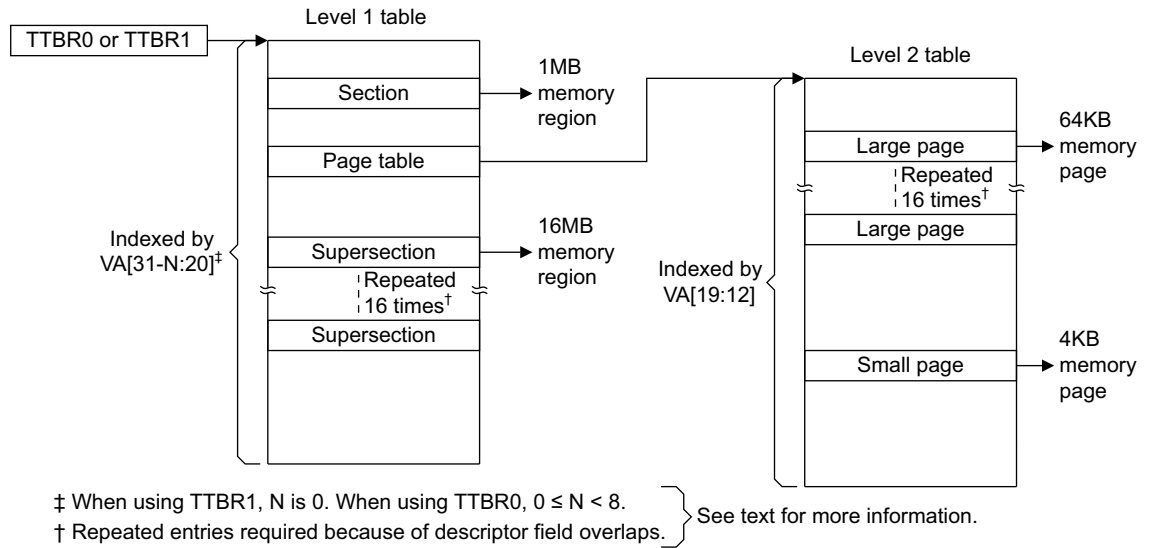 Level 1 table
TTBR0 or TTBR1
Section
1MB
memory
region
Page table
Indexed by
VA[31-N:20]‡
Supersection
16MB
memory
region
Repeated
16 times†
Supersection
Level 2 table
Large page
64KB
memory
page
Repeated
16 times†
Large page
Indexed by
VA[19:12]
Small page
4KB
memory
page
‡ When using TTBR1, N is 0. When using TTBR0, 0 ≤ N < 8.
† Repeated entries required because of descriptor field overlaps.
See text for more information.